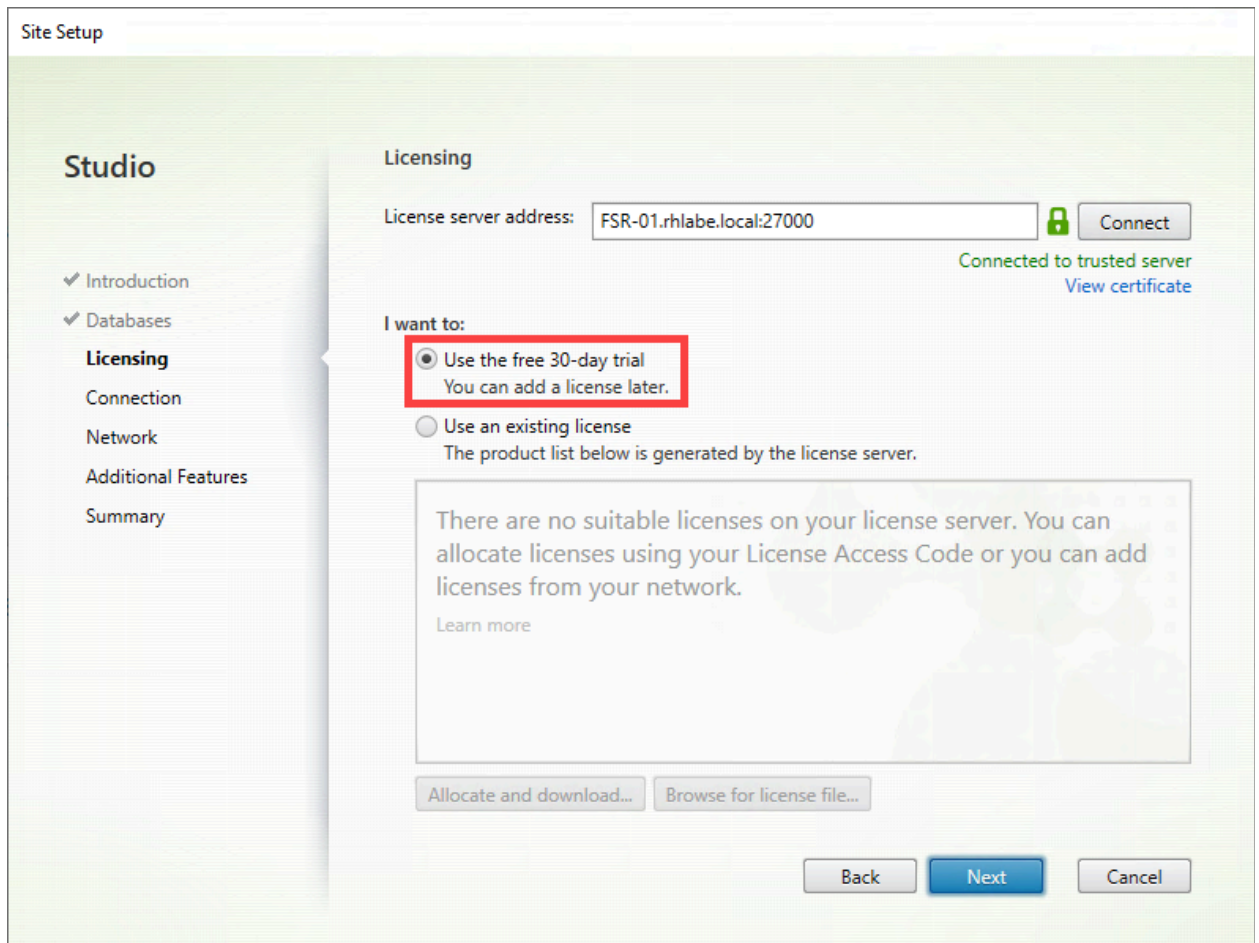 Site Setup
Studio
Introduction
Databases
Licensing
Connection
Network
Additional Features
Summary
Licensing
License server address: FSR-01.rhlabe.local:27000 Connect
Connected to trusted server
View certificate
I want to:
Use the free 30-day trial
You can add a license later.
Use an existing license
The product list below is generated by the license server.
There are no suitable licenses on your license server. You can
allocate licenses using your License Access Code or you can add
licenses from your network.
Learn more
Allocate and download... Browse for license file...
Back Next Cancel